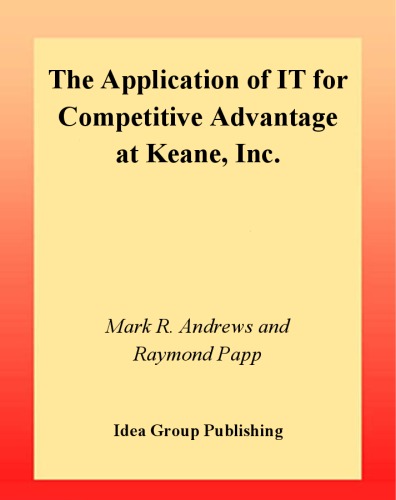 The Application of IT for
Competitive Advantage
at Keane, Inc.
Mark R. Andrews and
Raymond Papp
Idea Group Publishing